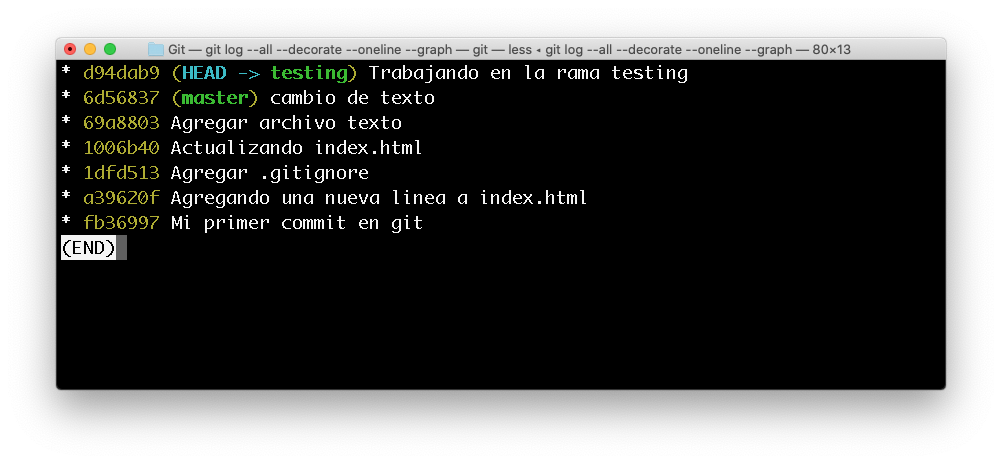 Git — git log --all --decorate --oneline --graph — git — less ◂ git log --all --decorate --oneline --graph — 80×13
* d94dab9 (HEAD -> testing) Trabajando en la rama testing
* 6d56837 (master) cambio de texto
* 69a8803 Agregar archivo texto
* 1006b40 Actualizando index.html
* 1dfd513 Agregar .gitignore
* a39620f Agregando una nueva linea a index.html
* fb36997 Mi primer commit en git
(END)